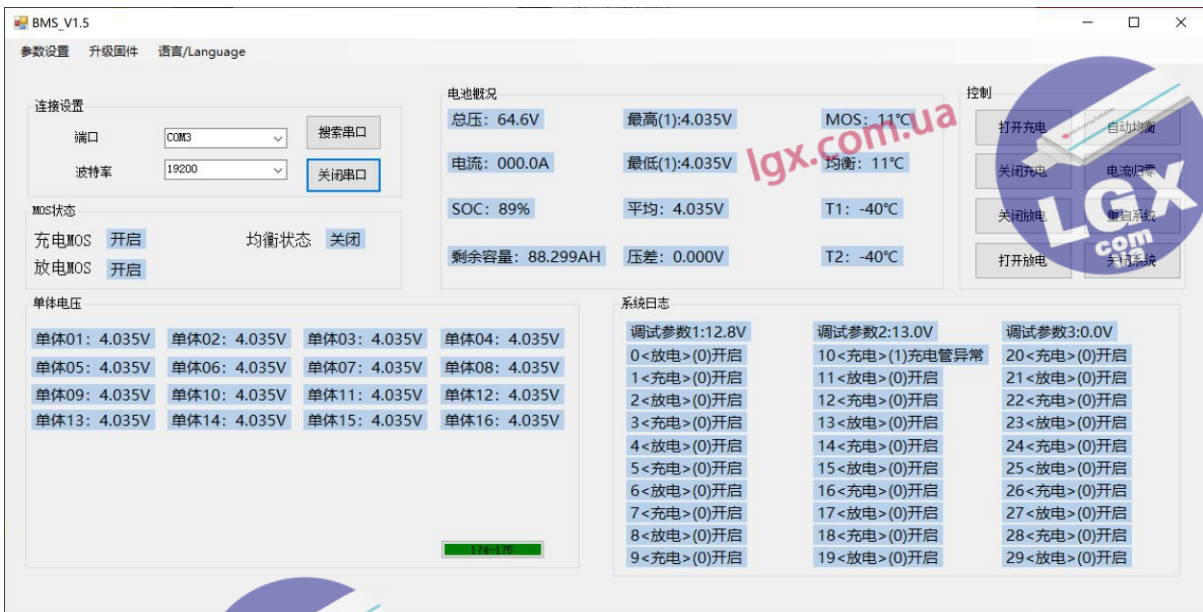 BMS_V1.5
参数设置 升级固件 语言/Language
连接设置
端口 COM3 搜索串口
波特率 19200 关闭串口
MOS状态
充电MOS 开启 均衡状态 关闭
放电MOS 开启
电池概况
总压: 64.6V 最高(1):4.035V MOS: 11℃
电流: 000.0A 最低(1):4.035V 均衡: 11℃
SOC: 89% 平均: 4.035V T1: -40℃
剩余容量: 88.299AH 压差: 0.000V T2: -40℃
控制
打开充电 自动均衡
关闭充电 电流归零
关闭放电 重启系统
打开放电 关闭系统
lgx.com.ua
LGX
com
ua
单体电压
单体01: 4.035V 单体02: 4.035V 单体03: 4.035V 单体04: 4.035V
单体05: 4.035V 单体06: 4.035V 单体07: 4.035V 单体08: 4.035V
单体09: 4.035V 单体10: 4.035V 单体11: 4.035V 单体12: 4.035V
单体13: 4.035V 单体14: 4.035V 单体15: 4.035V 单体16: 4.035V
174-175
系统日志
调试参数1:12.8V 调试参数2:13.0V 调试参数3:0.0V
0<放电>(0)开启 10<充电>(1)充电管异常 20<充电>(0)开启
1<充电>(0)开启 11<放电>(0)开启 21<放电>(0)开启
2<放电>(0)开启 12<充电>(0)开启 22<充电>(0)开启
3<充电>(0)开启 13<放电>(0)开启 23<放电>(0)开启
4<放电>(0)开启 14<充电>(0)开启 24<充电>(0)开启
5<充电>(0)开启 15<放电>(0)开启 25<放电>(0)开启
6<放电>(0)开启 16<充电>(0)开启 26<充电>(0)开启
7<充电>(0)开启 17<放电>(0)开启 27<放电>(0)开启
8<放电>(0)开启 18<充电>(0)开启 28<充电>(0)开启
9<充电>(0)开启 19<放电>(0)开启 29<放电>(0)开启